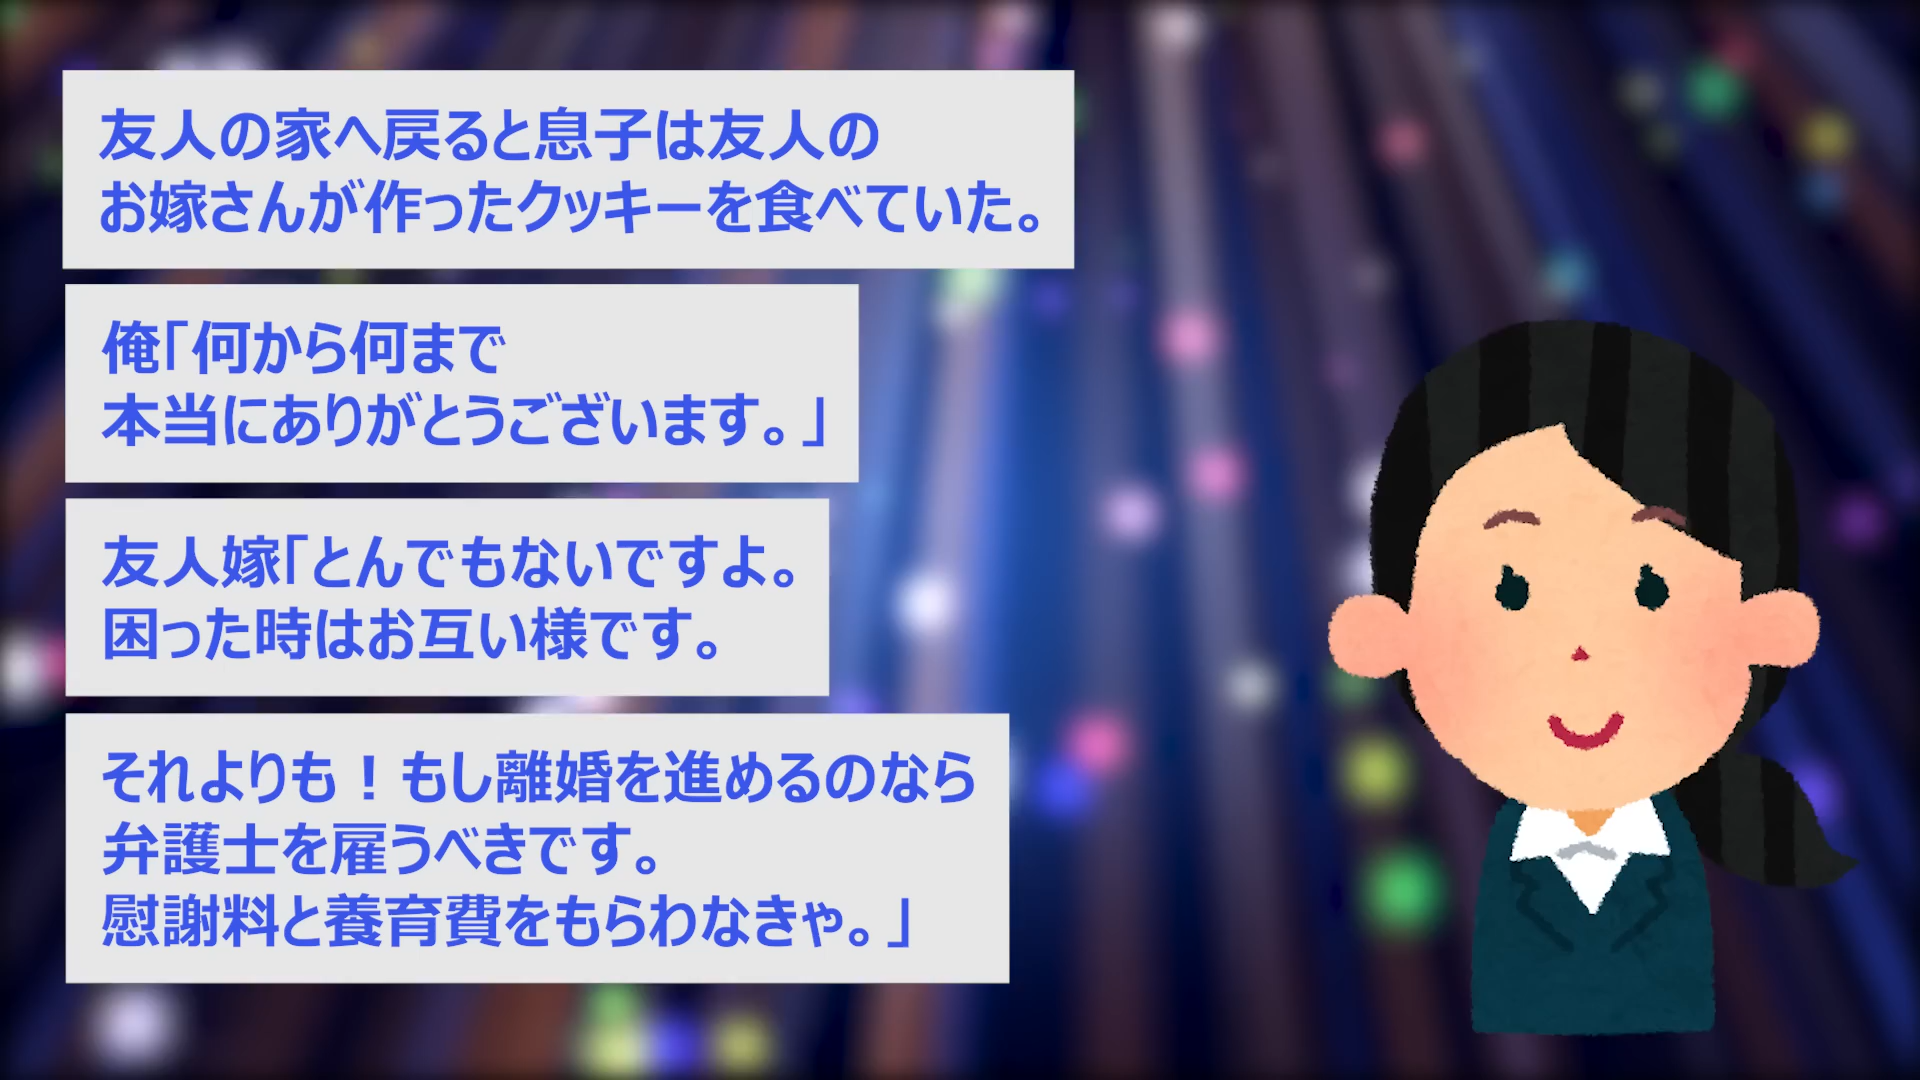 友人の家へ戻ると息子は友人の
お嫁さんが作ったクッキーを食べていた。
俺「何から何まで
本当にありがとうございます。」
友人嫁「とんでもないですよ。
困った時はお互い様です。
それよりも！もし離婚を進めるのなら
弁護士を雇うべきです。
慰謝料と養育費をもらわなきゃ。」